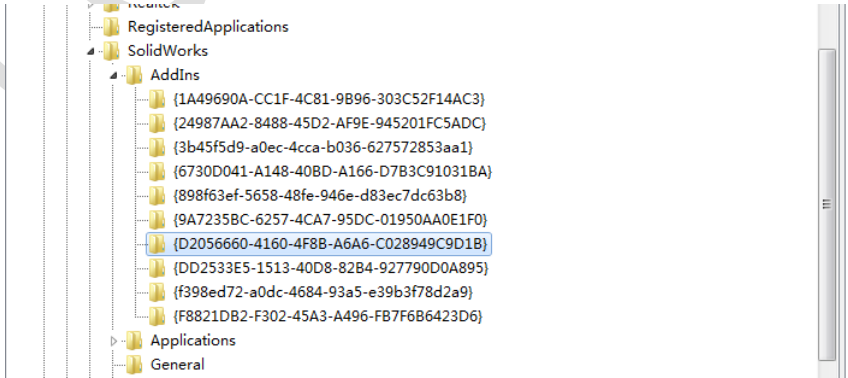 Realtek
RegisteredApplications
SolidWorks
AddIns
{1A49690A-CC1F-4C81-9B96-303C52F14AC3}
{24987AA2-8488-45D2-AF9E-945201FC5ADC}
{3b45f5d9-a0ec-4cca-b036-627572853aa1}
{6730D041-A148-40BD-A166-D7B3C91031BA}
{898f63ef-5658-48fe-946e-d83ec7dc63b8}
{9A7235BC-6257-4CA7-95DC-01950AA0E1F0}
{D2056660-4160-4F8B-A6A6-C028949C9D1B}
{DD2533E5-1513-40D8-82B4-927790D0A895}
{f398ed72-a0dc-4684-93a5-e39b3f78d2a9}
{F8821DB2-F302-45A3-A496-FB7F6B6423D6}
Applications
General